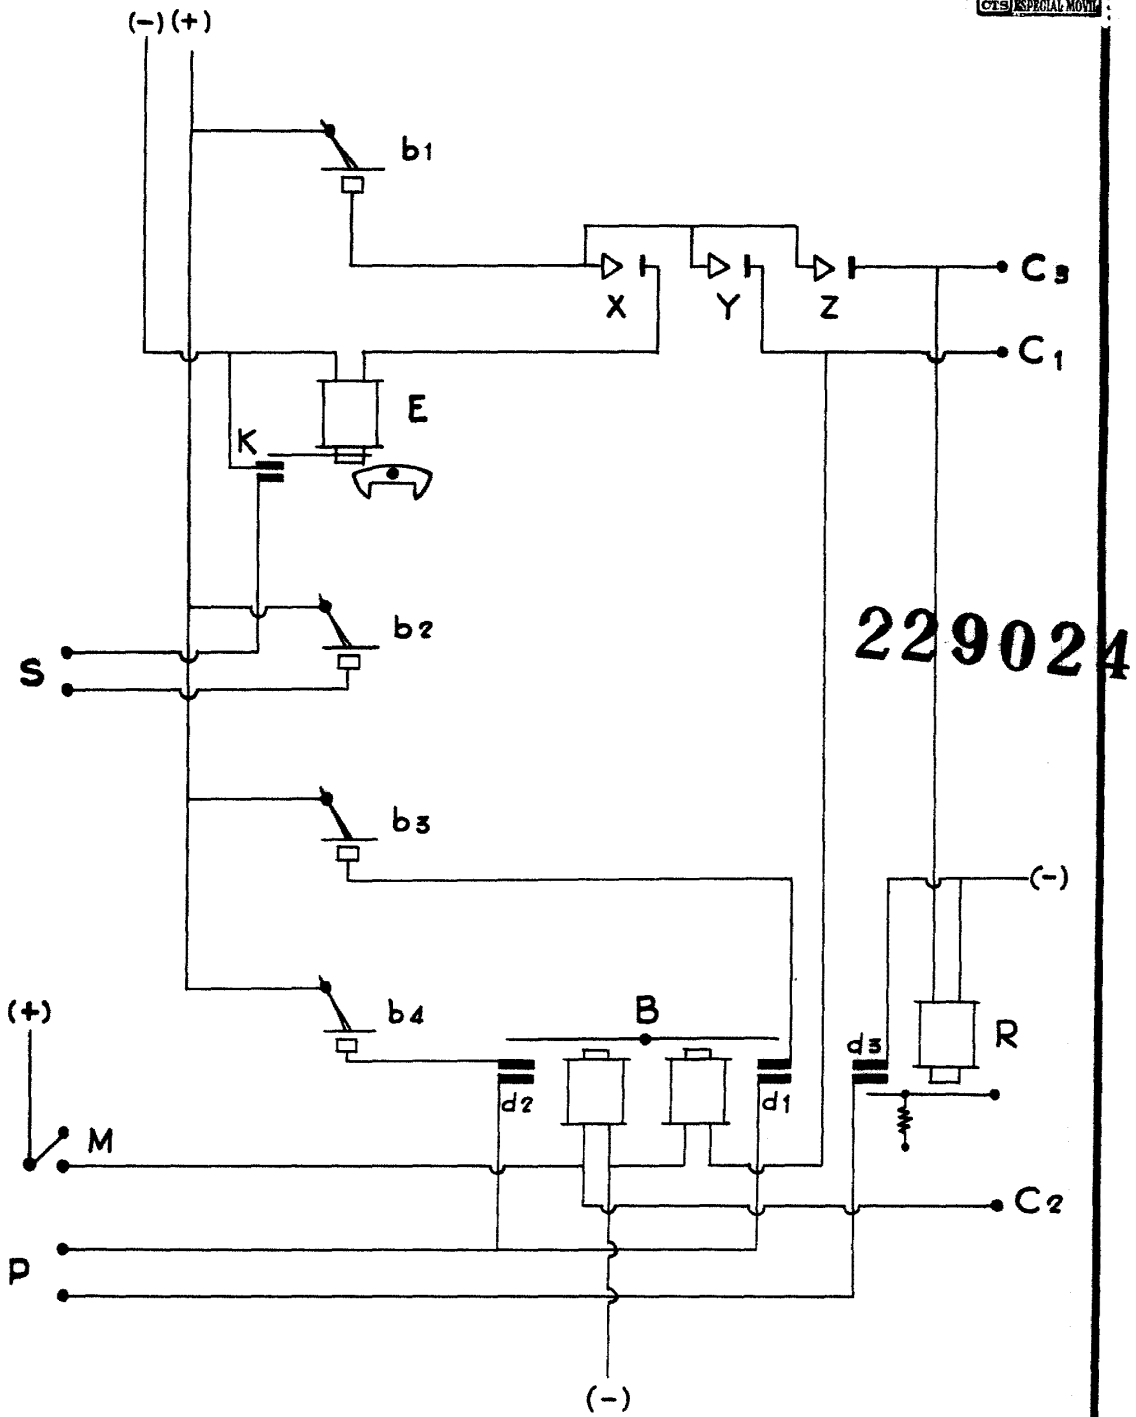 CTS ESPECIAL MOVIL
(-) (+)
b1
X Y Z C3
C1
E
K
b2
S
229024
b3
(-)
(+)
b4
B
d3
R
d2
d1
M
C2
P
(-)